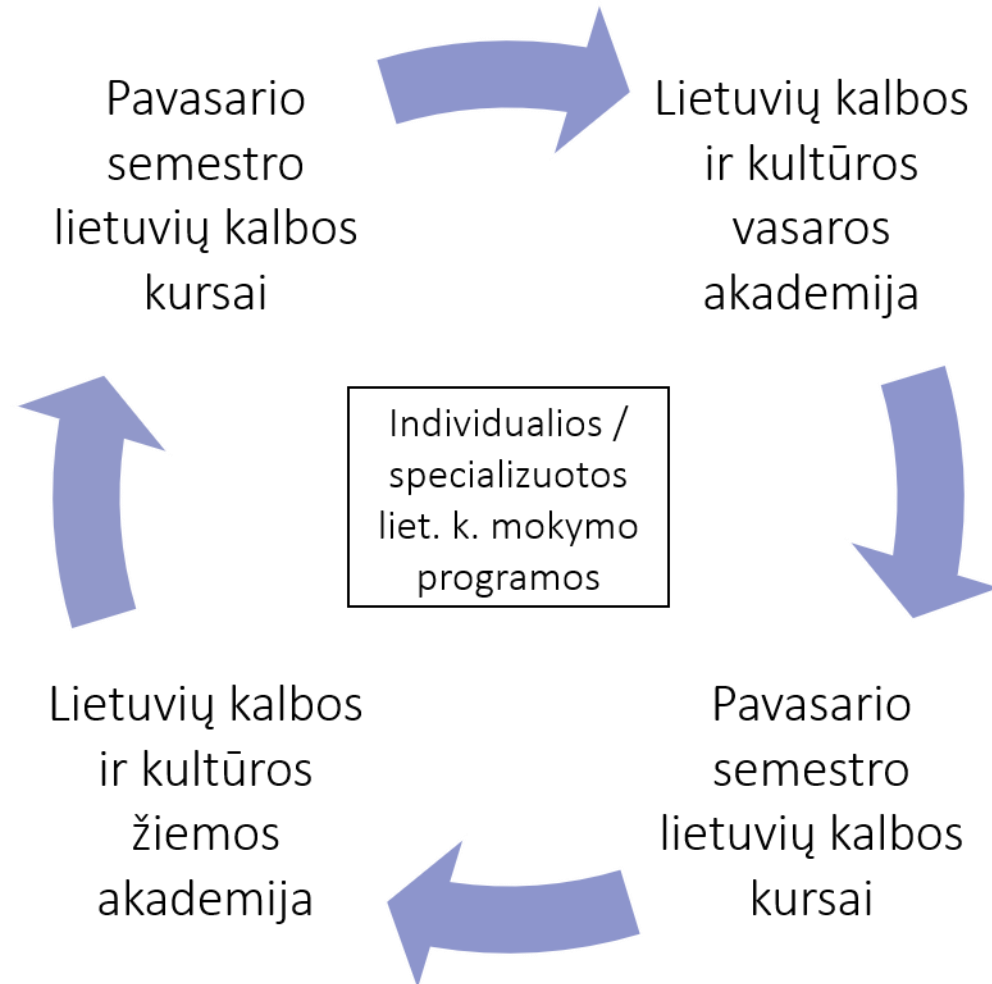 Pavasario
semestro
lietuvių kalbos
kursai
Lietuvių kalbos
ir kultūros
vasaros
akademija
Individualios /
specializuotos
liet. k. mokymo
programos
Lietuvių kalbos
ir kultūros
žiemos
akademija
Pavasario
semestro
lietuvių kalbos
kursai